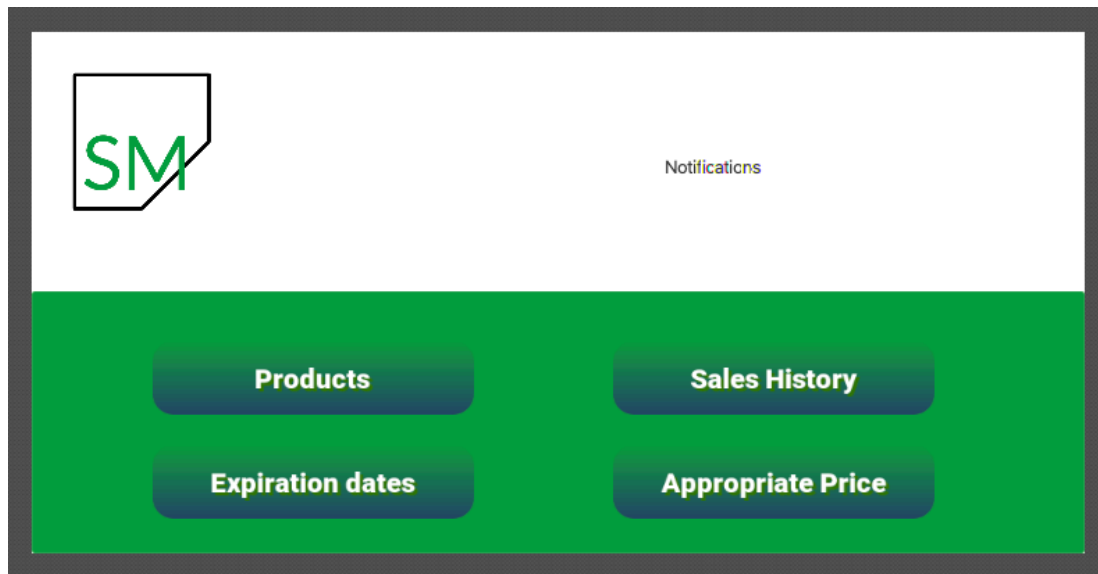 SM
Notifications
Products
Sales History
Expiration dates
Appropriate Price